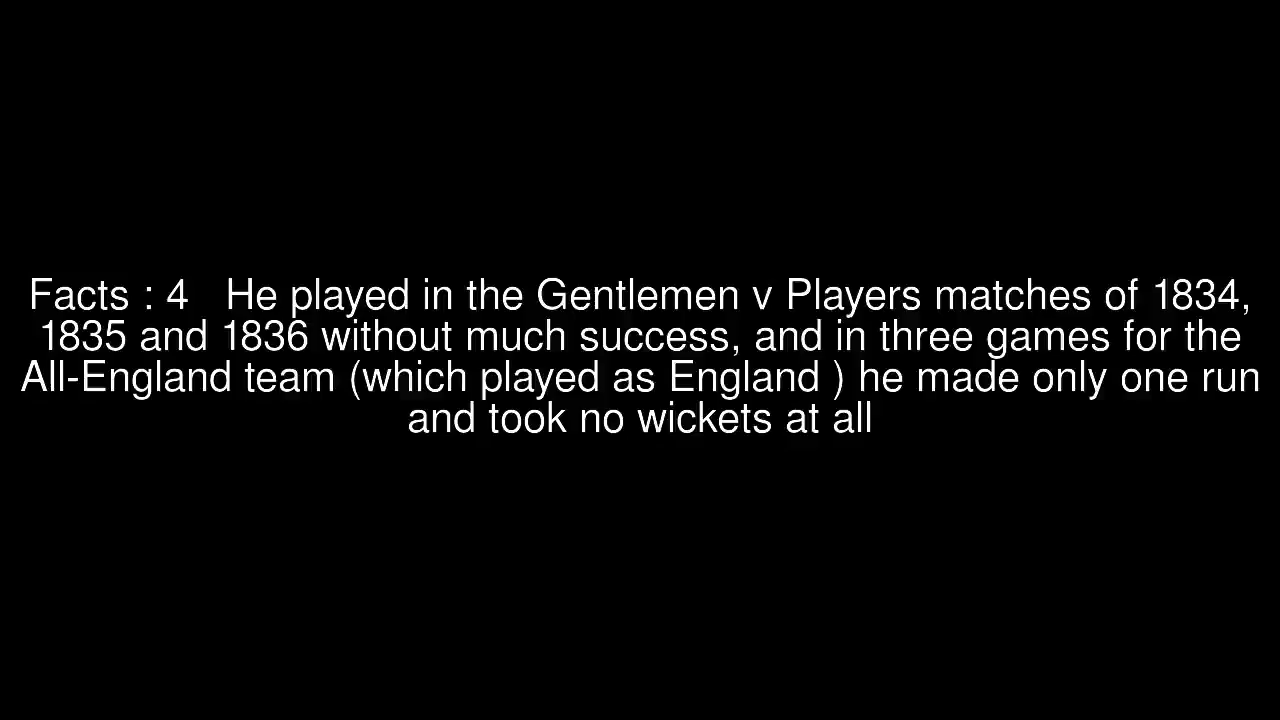 Facts : 4   He played in the Gentlemen v Players matches of 1834,
1835 and 1836 without much success, and in three games for the
All-England team (which played as England ) he made only one run
and took no wickets at all